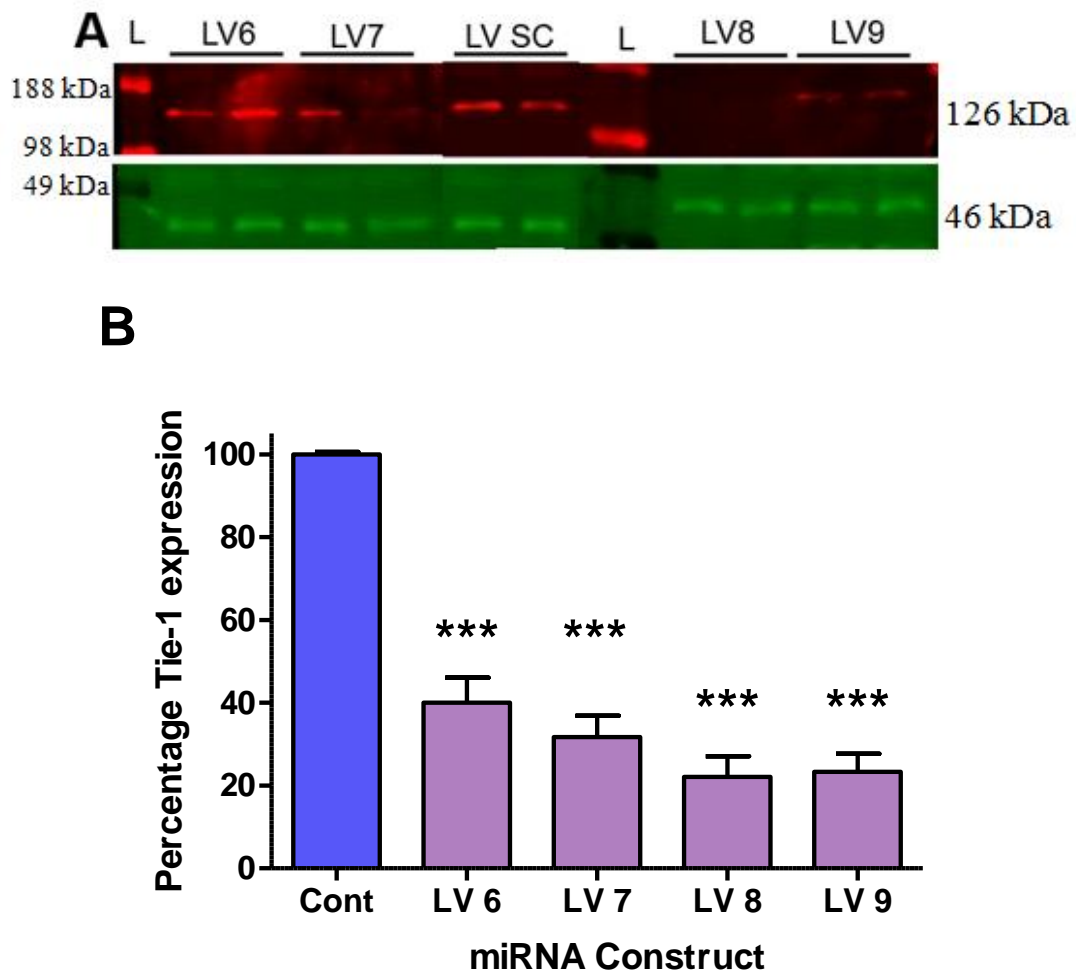 A L LV6 LV7 LV SC L LV8 LV9
188 kDa
126 kDa
98 kDa
49 kDa
46 kDa
B
Percentage Tie-1 expression
100
80
60
40
20
0
*** *** *** ***
Cont LV 6 LV 7 LV 8 LV 9
miRNA Construct